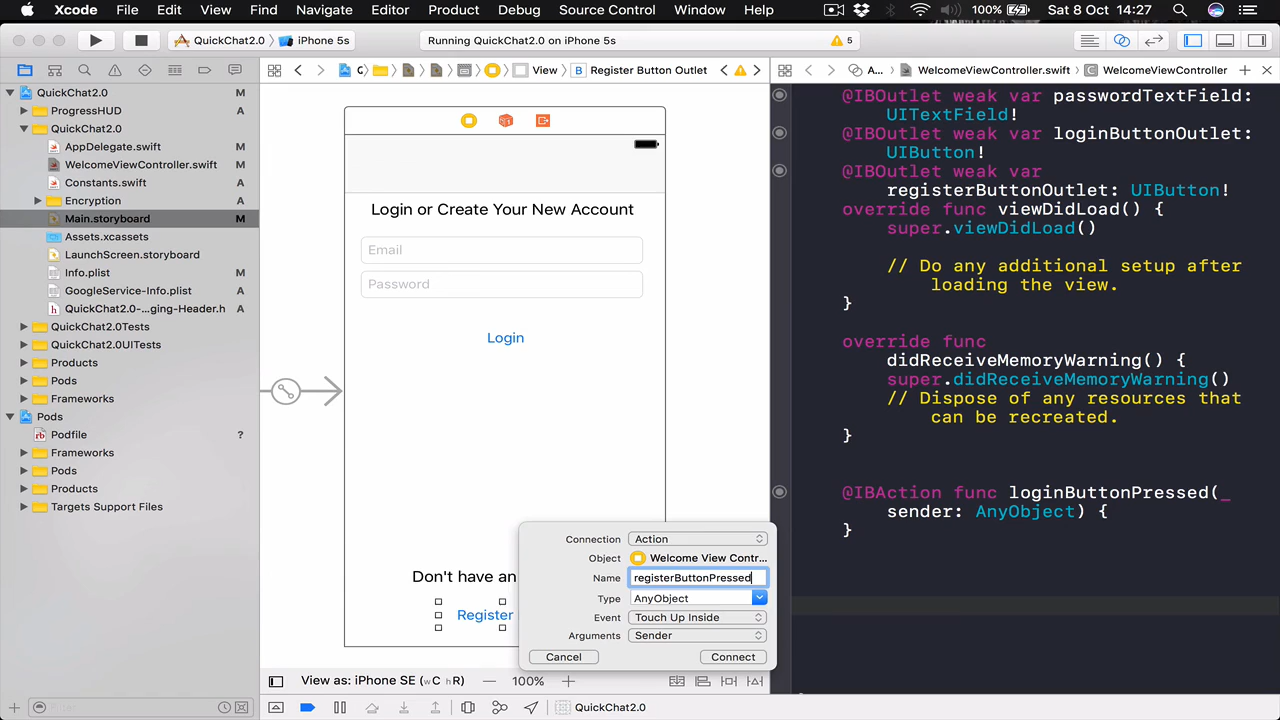 Xcode File Edit View Find Navigate Editor Product Debug Source Control Window Help 100% Sat 8 Oct 14:27
QuickChat2.0 iPhone 5s Running QuickChat2.0 on iPhone 5s 5
View B Register Button Outlet A... WelcomeViewController.swift C WelcomeViewController
QuickChat2.0 M
ProgressHUD A
QuickChat2.0
AppDelegate.swift M
WelcomeViewController.swift A
Constants.swift A
Encryption A
Main.storyboard M
Assets.xcassets A
LaunchScreen.storyboard
Info.plist M
GoogleService-Info.plist A
h QuickChat2.0-...ging-Header.h A
QuickChat2.0Tests
QuickChat2.0UITests
Products
Pods
Frameworks
Pods
rb Podfile ?
Frameworks
Pods
Products
Targets Support Files
Filter
Login or Create Your New Account
Email
Password
Login
Don't have an
Register
Connection Action
Object Welcome View Contr...
Name registerButtonPressed
Type AnyObject
Event Touch Up Inside
Arguments Sender
Cancel Connect
View as: iPhone SE (wC hR) 100%
QuickChat2.0
@IBOutlet weak var passwordTextField:
UITextField!
@IBOutlet weak var loginButtonOutlet:
UIButton!
@IBOutlet weak var
registerButtonOutlet: UIButton!
override func viewDidLoad() {
super.viewDidLoad()
// Do any additional setup after
loading the view.
}
override func
didReceiveMemoryWarning() {
super.didReceiveMemoryWarning()
// Dispose of any resources that
can be recreated.
}
@IBAction func loginButtonPressed(_
sender: AnyObject) {
}